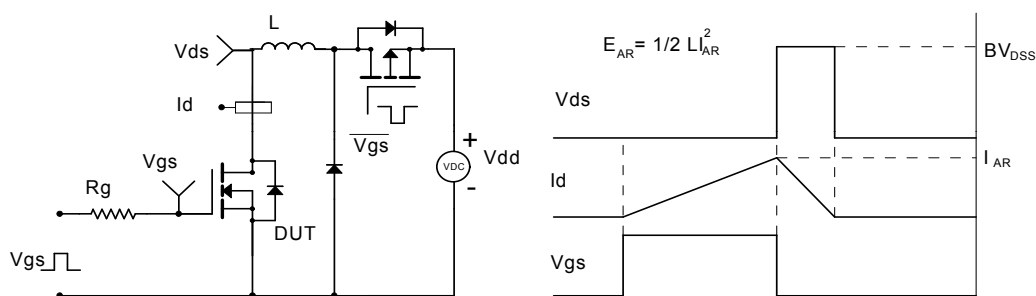 L
Vds
Id
Vgs
Vgs
Rg
DUT
Vgs
VDC
+
-
Vdd
E_AR = 1/2 LI_AR^2
Vds
BV_DSS
Id
I_AR
Vgs